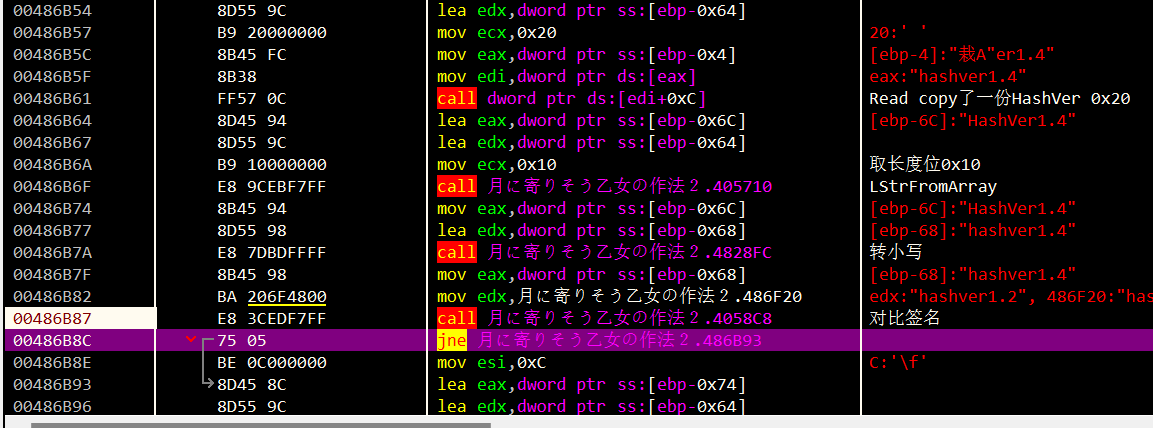 00486B54 8D55 9C lea edx,dword ptr ss:[ebp-0x64]
00486B57 B9 20000000 mov ecx,0x20 20:' '
00486B5C 8B45 FC mov eax,dword ptr ss:[ebp-0x4] [ebp-4]:"栽A"er1.4"
00486B5F 8B38 mov edi,dword ptr ds:[eax] eax:"hashver1.4"
00486B61 FF57 0C call dword ptr ds:[edi+0xC] Read copy了一份HashVer 0x20
00486B64 8D45 94 lea eax,dword ptr ss:[ebp-0x6C] [ebp-6C]:"HashVer1.4"
00486B67 8D55 9C lea edx,dword ptr ss:[ebp-0x64]
00486B6A B9 10000000 mov ecx,0x10 取长度位0x10
00486B6F E8 9CEBF7FF call 月に寄りそう乙女の作法２.405710 LStrFromArray
00486B74 8B45 94 mov eax,dword ptr ss:[ebp-0x6C] [ebp-6C]:"HashVer1.4"
00486B77 8D55 98 lea edx,dword ptr ss:[ebp-0x68] [ebp-68]:"hashver1.4"
00486B7A E8 7DBDFFFF call 月に寄りそう乙女の作法２.4828FC 转小写
00486B7F 8B45 98 mov eax,dword ptr ss:[ebp-0x68] [ebp-68]:"hashver1.4"
00486B82 BA 206F4800 mov edx,月に寄りそう乙女の作法２.486F20 edx:"hashver1.2", 486F20:"has
00486B87 E8 3CEDF7FF call 月に寄りそう乙女の作法２.4058C8 对比签名
00486B8C 75 05 jne 月に寄りそう乙女の作法２.486B93
00486B8E BE 0C000000 mov esi,0xC C:'\f'
00486B93 8D45 8C lea eax,dword ptr ss:[ebp-0x74]
00486B96 8D55 9C lea edx,dword ptr ss:[ebp-0x64]